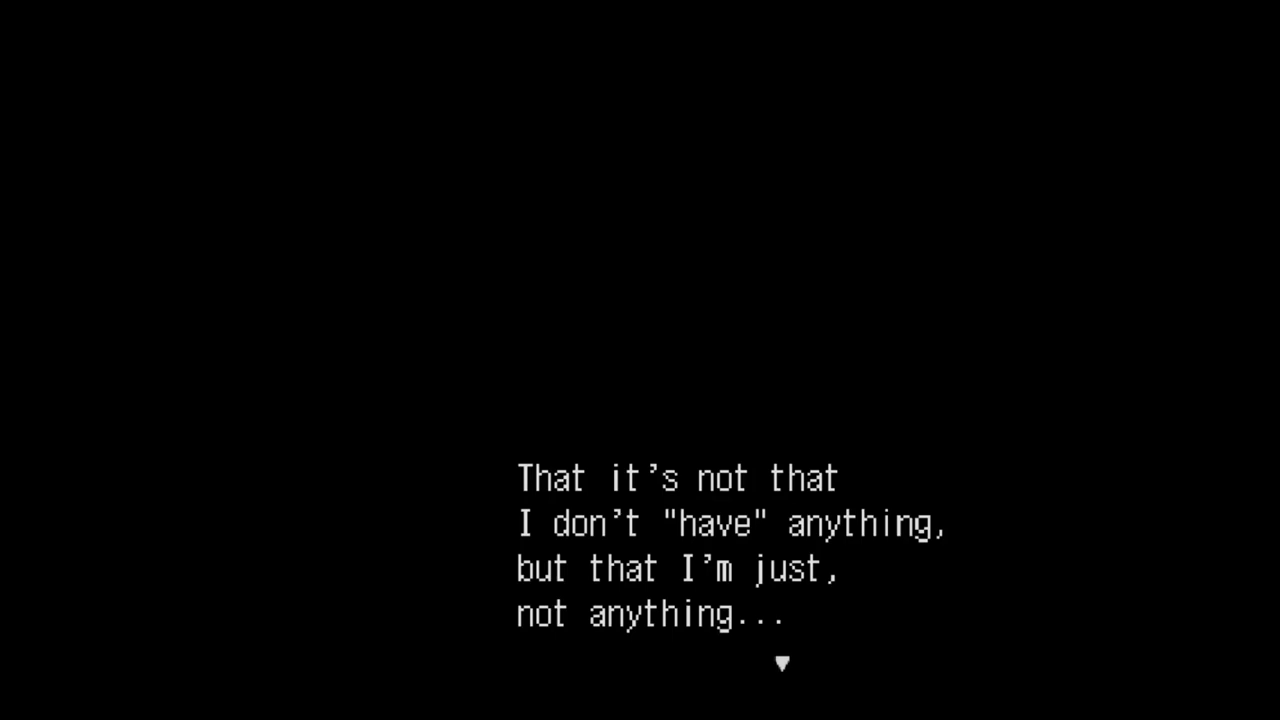 That it’s not that
I don’t "have" anything,
but that I’m just,
not anything...